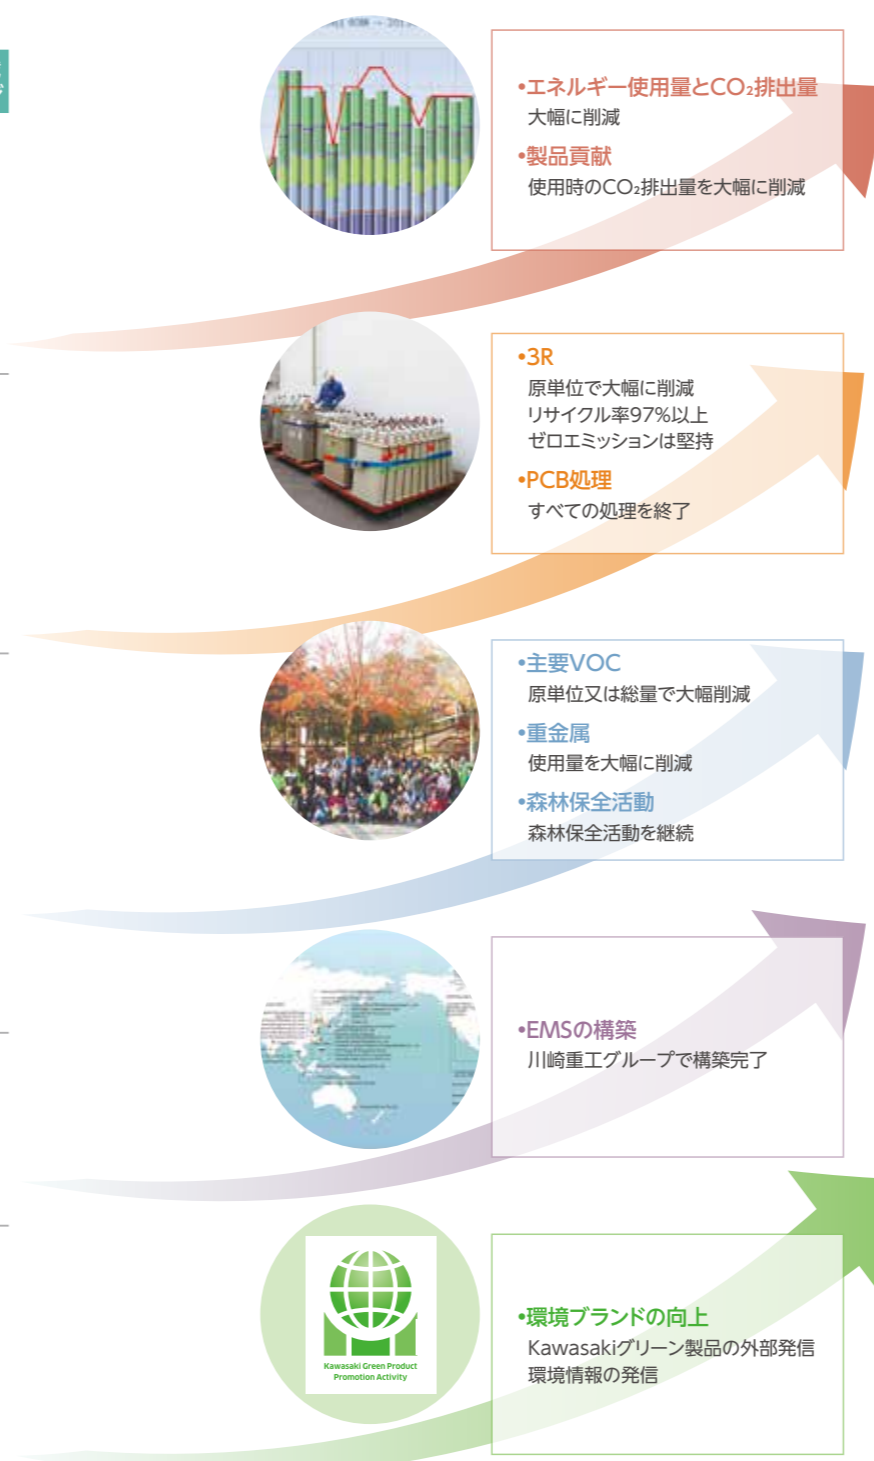 •エネルギー使用量とCO₂排出量
大幅に削減
•製品貢献
使用時のCO₂排出量を大幅に削減
•3R
原単位で大幅に削減
リサイクル率97%以上
ゼロエミッションは堅持
•PCB処理
すべての処理を終了
•主要VOC
原単位又は総量で大幅削減
•重金属
使用量を大幅に削減
•森林保全活動
森林保全活動を継続
•EMSの構築
川崎重工グループで構築完了
Kawasaki Green Product
Promotion Activity
•環境ブランドの向上
Kawasakiグリーン製品の外部発信
環境情報の発信